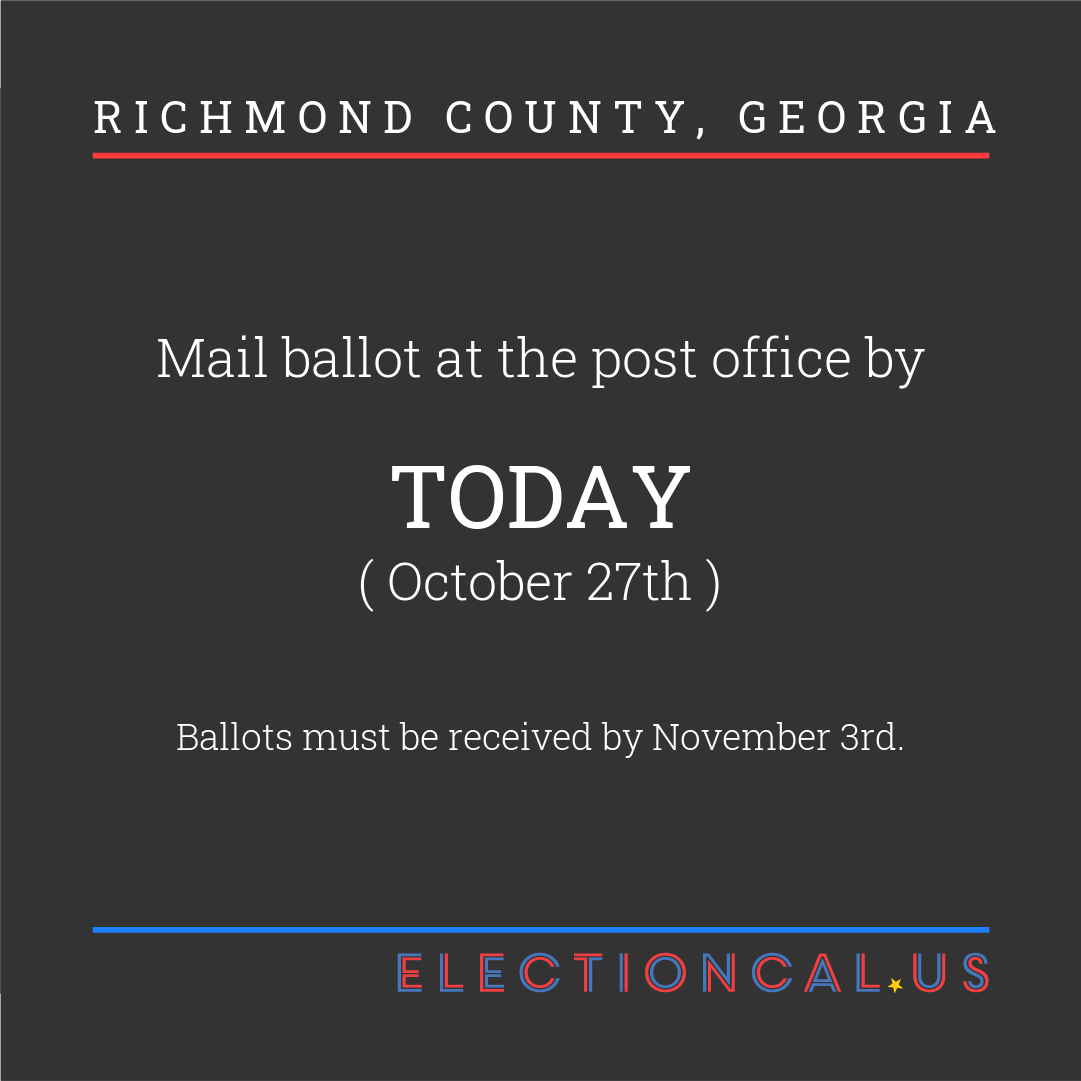 RICHMOND COUNTY, GEORGIA
Mail ballot at the post office by
TODAY
( October 27th )
Ballots must be received by November 3rd.
ELECTIONCAL.US